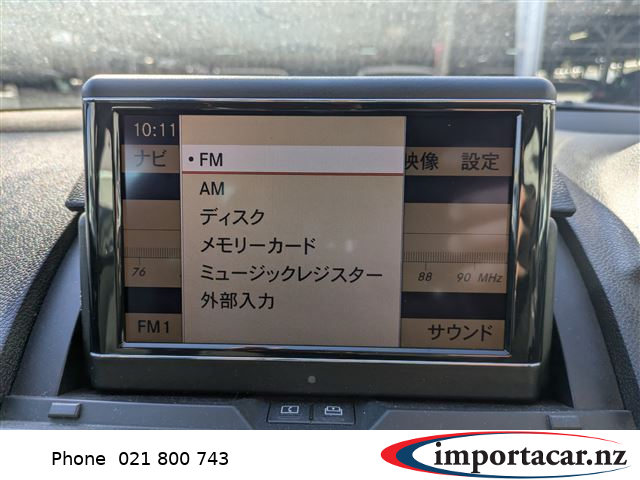 10:11
ナビ
映像 設定
• FM
AM
ディスク
メモリーカード
ミュージックレジスター
外部入力
76
88 90 MHz
FM1
サウンド
Phone 021 800 743
importacar.nz